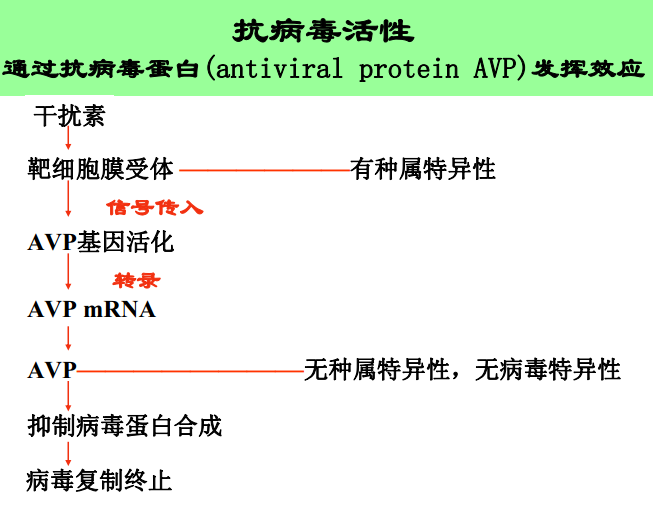 抗病毒活性
通过抗病毒蛋白(antiviral protein AVP)发挥效应
干扰素
靶细胞膜受体 有种属特异性
信号传入
AVP基因活化
转录
AVP mRNA
AVP 无种属特异性，无病毒特异性
抑制病毒蛋白合成
病毒复制终止